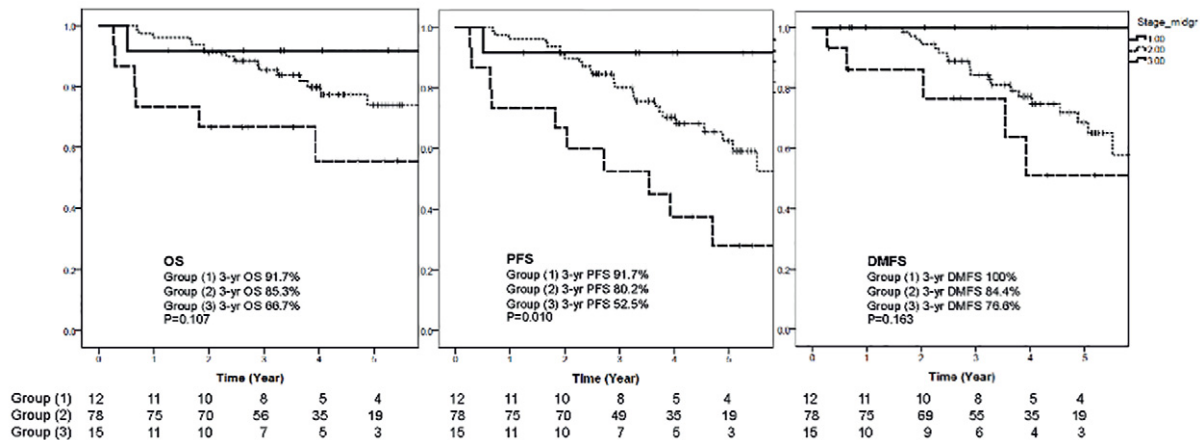 1.0
0.8
0.6
0.4
0.2
0.0
OS
Group (1) 3-yr OS 91.7%
Group (2) 3-yr OS 85.3%
Group (3) 3-yr OS 66.7%
P=0.107
0 1 2 3 4 5
Time (Year)
1.0
0.8
0.6
0.4
0.2
0.0
PFS
Group (1) 3-yr PFS 91.7%
Group (2) 3-yr PFS 80.2%
Group (3) 3-yr PFS 52.5%
P=0.010
0 1 2 3 4 5
Time (Year)
1.0
0.8
0.6
0.4
0.2
0.0
DMFS
Group (1) 3-yr DMFS 100%
Group (2) 3-yr DMFS 84.4%
Group (3) 3-yr DMFS 76.6%
P=0.163
0 1 2 3 4 5
Time (Year)
1.00
2.00
3.00
Group (1) 12 11 10 8 5 4 12 11 10 8 5 4 12 11 10 8 5 4
Group (2) 78 75 70 56 35 19 78 75 70 49 35 19 78 75 69 55 35 19
Group (3) 15 11 10 7 5 3 15 11 10 7 5 3 15 10 9 6 4 3